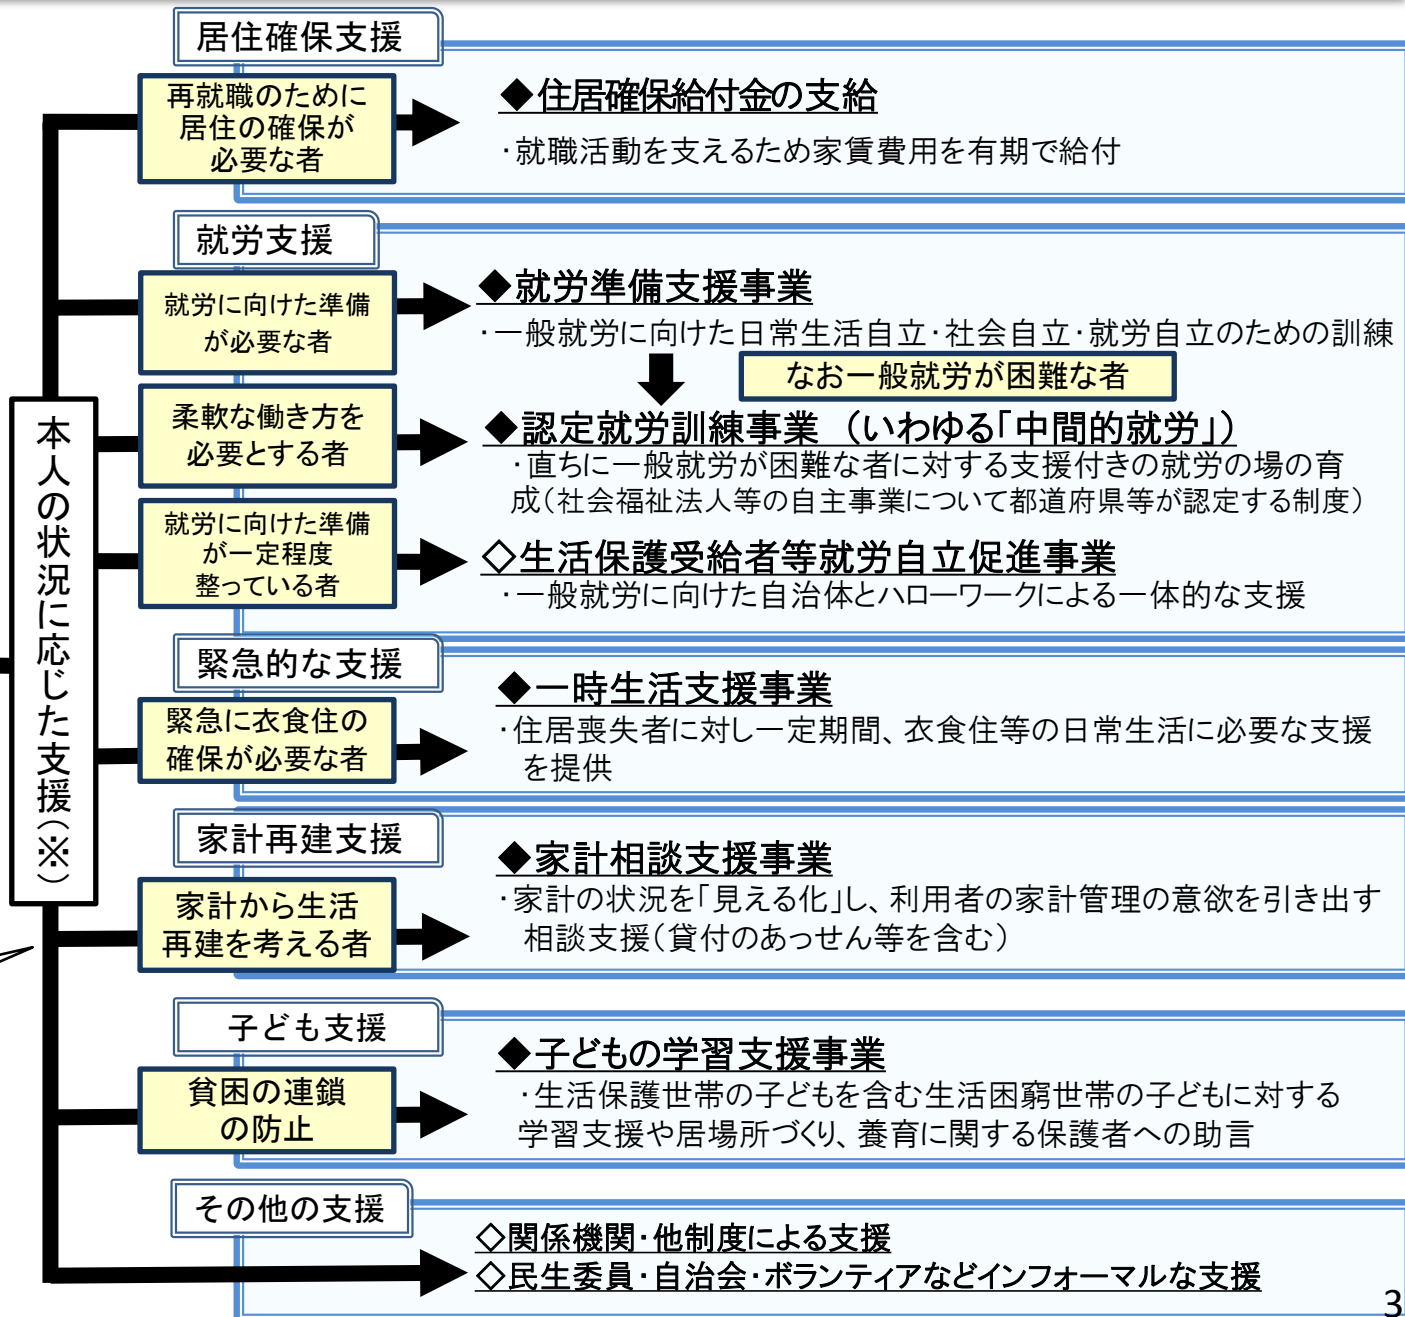 居住確保支援
再就職のために
居住の確保が
必要な者
◆住居確保給付金の支給
・就職活動を支えるため家賃費用を有期で給付
就労支援
就労に向けた準備
が必要な者
◆就労準備支援事業
・一般就労に向けた日常生活自立・社会自立・就労自立のための訓練
なお一般就労が困難な者
柔軟な働き方を
必要とする者
◆認定就労訓練事業 （いわゆる「中間的就労」）
・直ちに一般就労が困難な者に対する支援付きの就労の場の育
成（社会福祉法人等の自主事業について都道府県等が認定する制度）
就労に向けた準備
が一定程度
整っている者
◇生活保護受給者等就労自立促進事業
・一般就労に向けた自治体とハローワークによる一体的な支援
本人の状況に応じた支援（※）
緊急的な支援
緊急に衣食住の
確保が必要な者
◆一時生活支援事業
・住居喪失者に対し一定期間、衣食住等の日常生活に必要な支援
を提供
家計再建支援
家計から生活
再建を考える者
◆家計相談支援事業
・家計の状況を「見える化」し、利用者の家計管理の意欲を引き出す
相談支援（貸付のあっせん等を含む）
子ども支援
貧困の連鎖
の防止
◆子どもの学習支援事業
・生活保護世帯の子どもを含む生活困窮世帯の子どもに対する
学習支援や居場所づくり、養育に関する保護者への助言
その他の支援
◇関係機関・他制度による支援
◇民生委員・自治会・ボランティアなどインフォーマルな支援
3